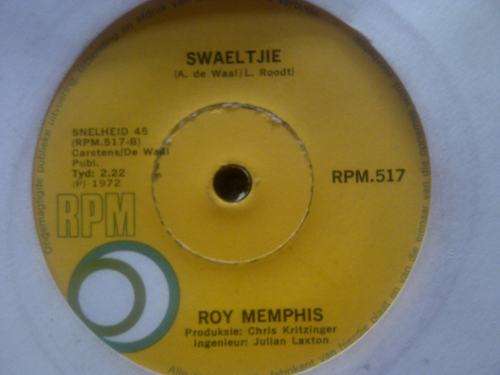 SWAELTJIE
(A. de Waal/L. Roodt)
SNELHEID 45
(RPM.517-B)
Carstens/De Waal
Publ.
Tyd: 2.22
(P) 1972
RPM.517
RPM
ROY MEMPHIS
Produksie: Chris Kritzinger
Ingenieur: Julian Laxton